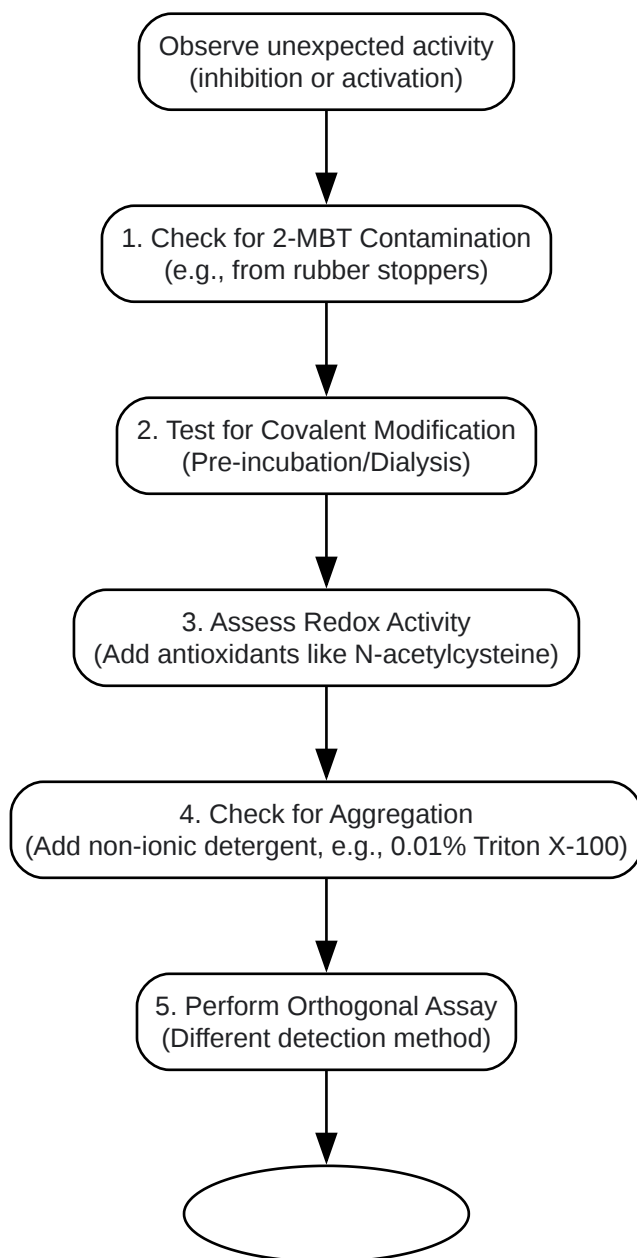 Observe unexpected activity
(inhibition or activation)
1. Check for 2-MBT Contamination
(e.g., from rubber stoppers)
2. Test for Covalent Modification
(Pre-incubation/Dialysis)
3. Assess Redox Activity
(Add antioxidants like N-acetylcysteine)
4. Check for Aggregation
(Add non-ionic detergent, e.g., 0.01% Triton X-100)
5. Perform Orthogonal Assay
(Different detection method)